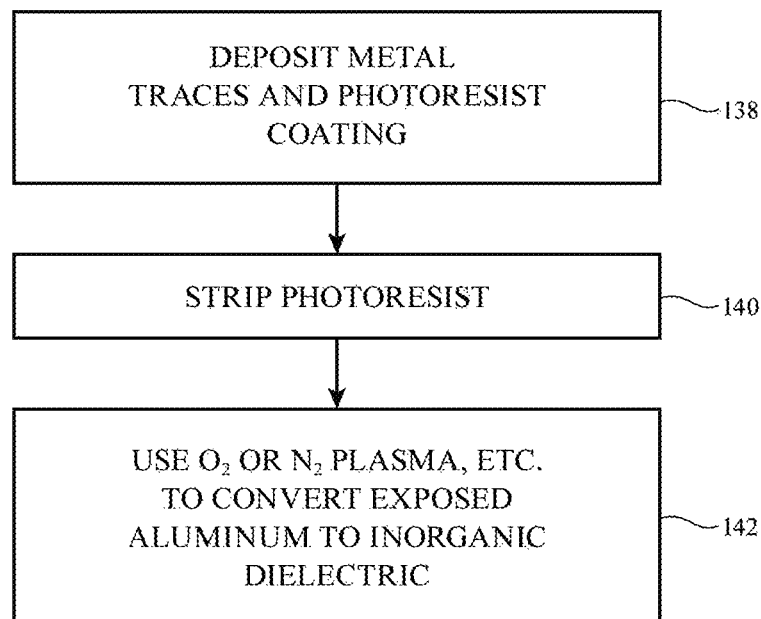 DEPOSIT METAL
TRACES AND PHOTORESIST
COATING
138
STRIP PHOTORESIST
140
USE O₂ OR N₂ PLASMA, ETC.
TO CONVERT EXPOSED
ALUMINUM TO INORGANIC
DIELECTRIC
142